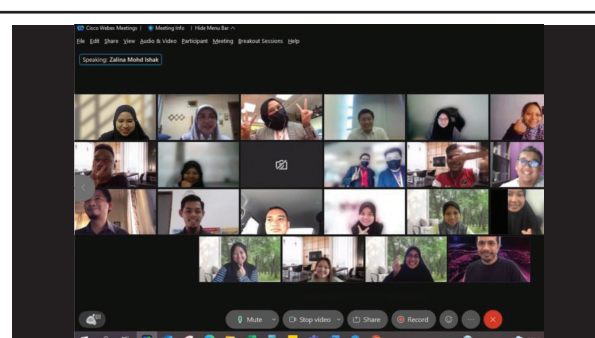 Cisco Webex Meetings | Meeting Info | Hide Menu Bar
File Edit Share View Audio & Video Participant Meeting Breakout Sessions Help
Speaking: Zalina Mohd Ishak
Mute Stop video Share Record